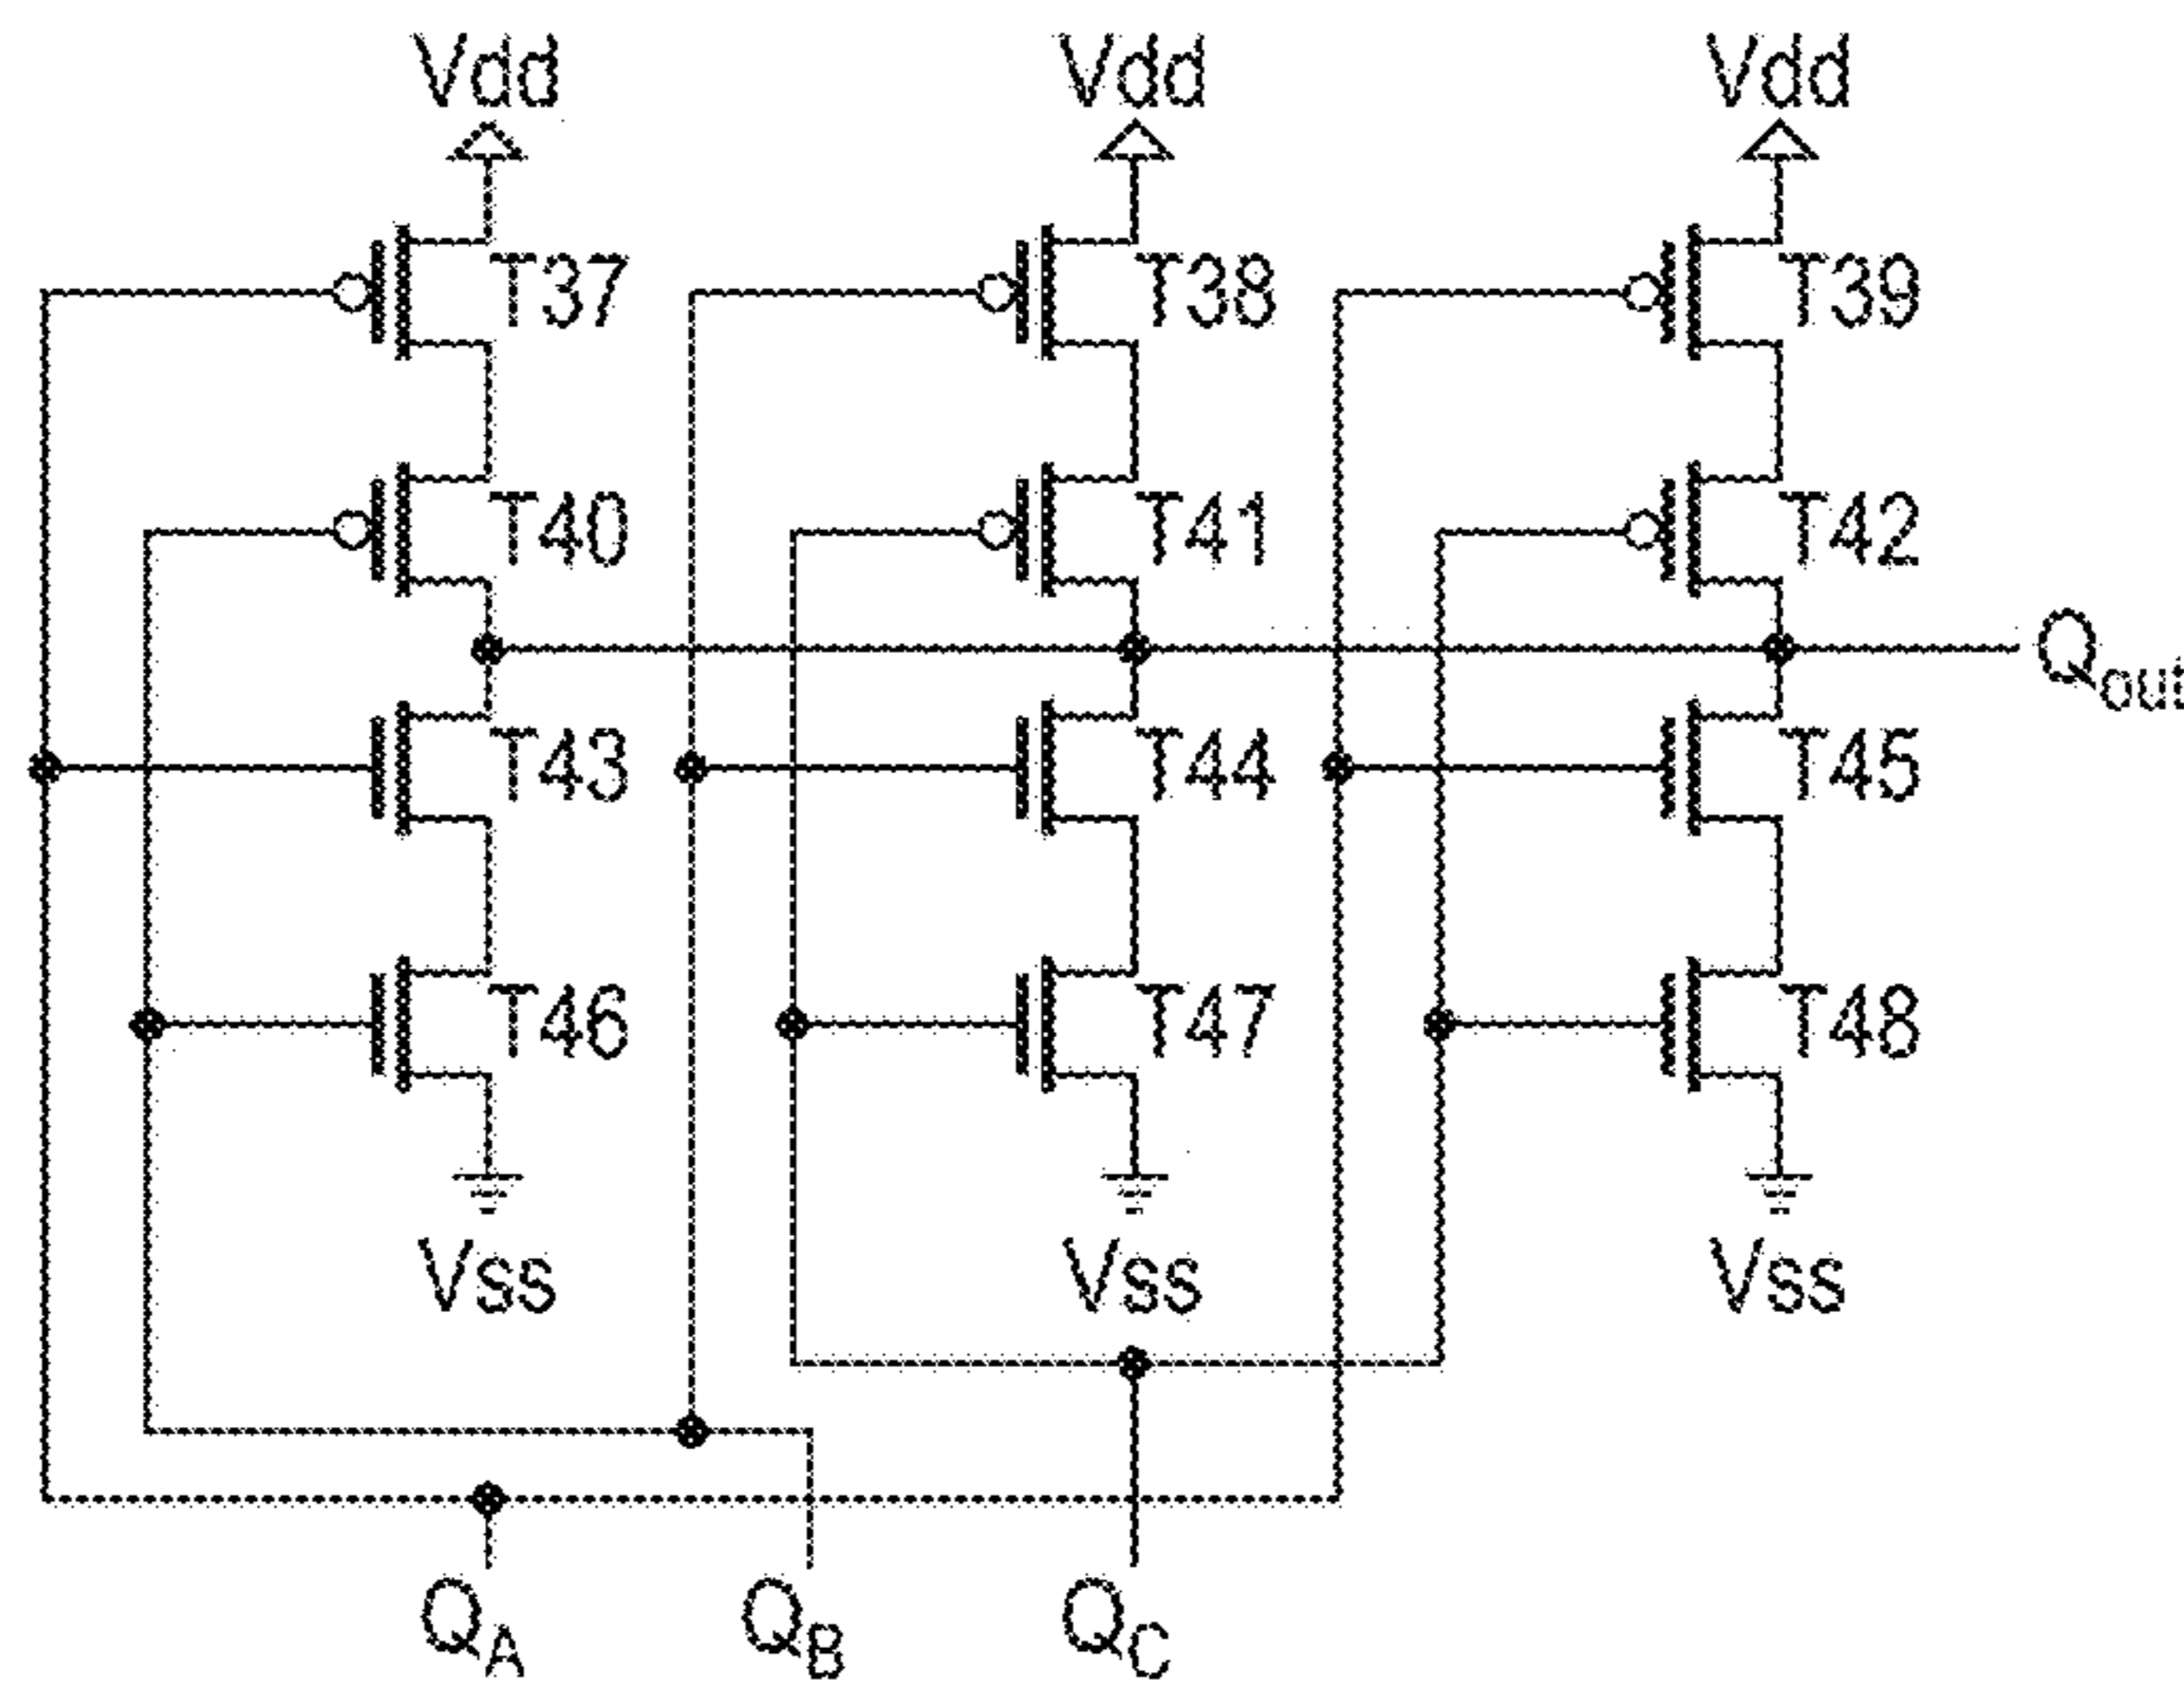 Vdd Vdd Vdd
T37 T38 T39
T40 T41 T42
Qout
T43 T44 T45
T46 T47 T48
Vss Vss Vss
QA QB QC